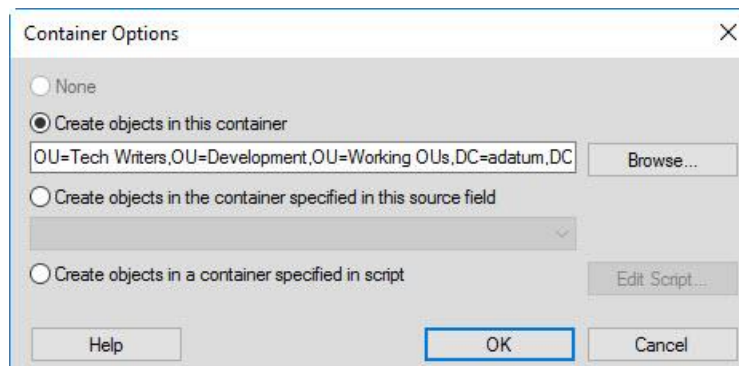 Container Options
None
Create objects in this container
OU=Tech Writers,OU=Development,OU=Working OUs,DC=adatum,DC
Browse...
Create objects in the container specified in this source field
Create objects in a container specified in script
Edit Script...
Help
OK
Cancel